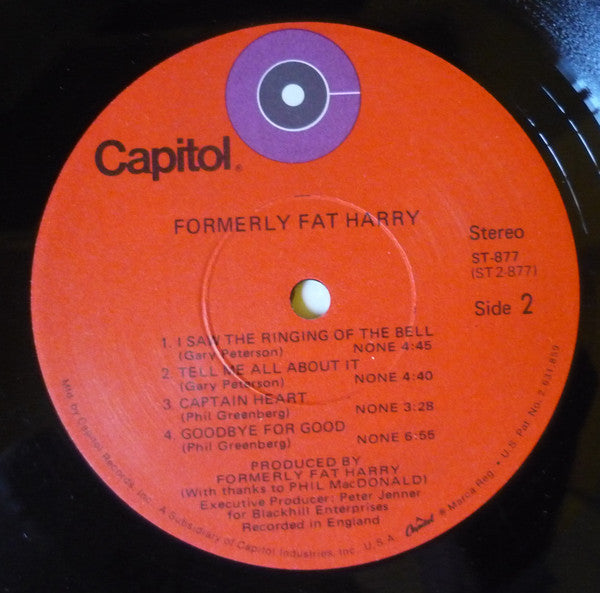 Capitol®
FORMERLY FAT HARRY
Stereo
ST-877
(ST 2-877)
Side 2
1. I SAW THE RINGING OF THE BELL
(Gary Peterson) NONE 4:45
2. TELL ME ALL ABOUT IT
(Gary Peterson) NONE 4:40
3 CAPTAIN HEART
(Phil Greenberg) NONE 3:28
4 GOODBYE FOR GOOD
(Phil Greenberg) NONE 6:55
PRODUCED BY
FORMERLY FAT HARRY
(With thanks to PHIL MacDONALD)
Executive Producer: Peter Jenner
for Blackhill Enterprises
Recorded in England
Mfd. by Capitol Records, Inc. A Subsidiary of Capitol Industries, Inc. U.S.A. Capitol ® Marca Reg. • U.S. Pat. No. 2,631,859